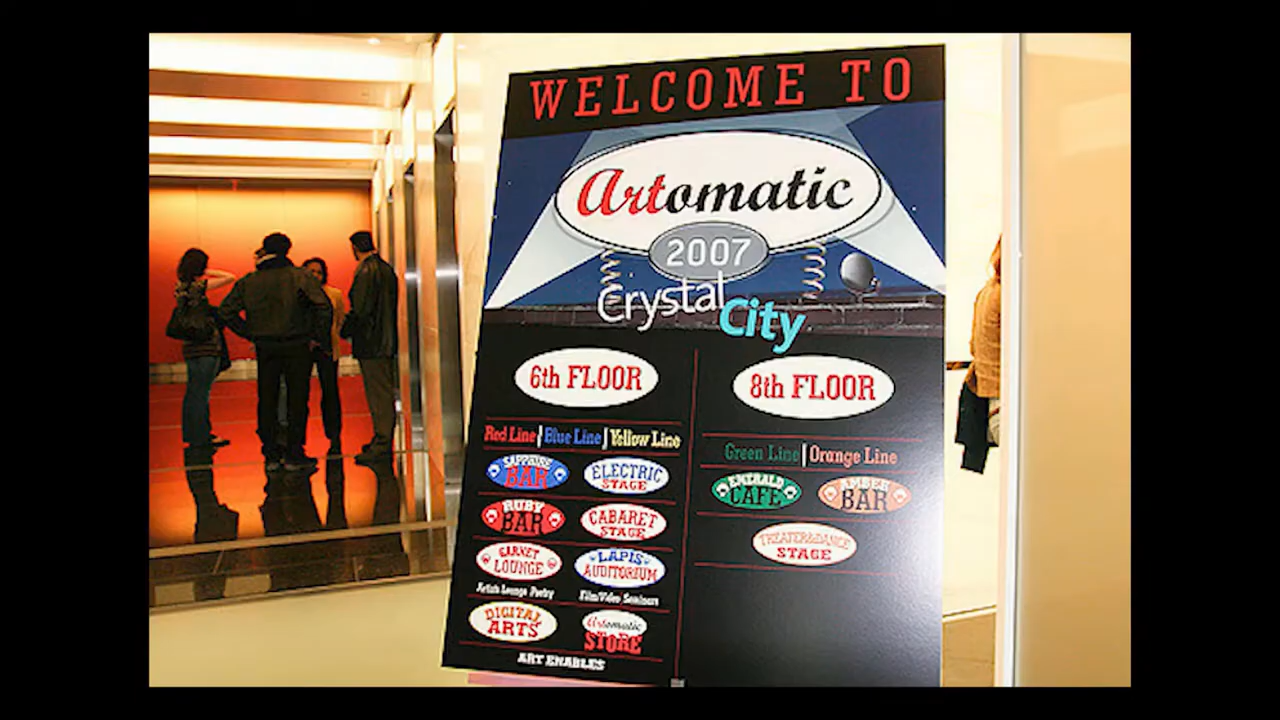 WELCOME TO
Artomatic
2007
Crystal
City
6th FLOOR
Red Line | Blue Line | Yellow Line
SAPPHIRE
BAR
ELECTRIC
STAGE
RUBY
BAR
CABARET
STAGE
GARNET
LOUNGE
Artists Lounge Poetry
LAPIS
AUDITORIUM
Film/Video Seminars
DIGITAL
ARTS
Artomatic
STORE
ART ENABLES
8th FLOOR
Green Line | Orange Line
EMERALD
CAFE
AMBER
BAR
THEATER&DANCE
STAGE